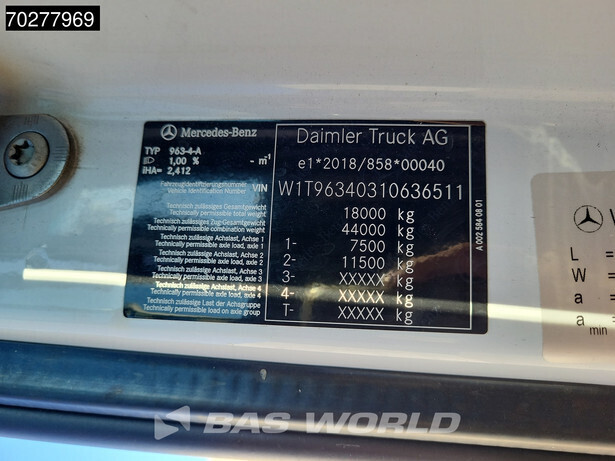 70277969
Mercedes-Benz
Daimler Truck AG
TYP 963-4-A
1,00 % - m⁻¹
iHA= 2,412
e1*2018/858*00040
Fahrzeugidentifizierungsnummer
Vehicle Identification Number
VIN W1T96340310636511
Technisch zulässiges Gesamtgewicht
Technically permissible total weight
18000 kg
Technisch zulässiges Zug-Gesamtgewicht
Technically permissible combination weight
44000 kg
Technisch zulässige Achslast, Achse 1
Technically permissible axle load, axle 1
1- 7500 kg
Technisch zulässige Achslast, Achse 2
Technically permissible axle load, axle 2
2- 11500 kg
Technisch zulässige Achslast, Achse 3
Technically permissible axle load, axle 3
3- XXXXX kg
Technisch zulässige Achslast, Achse 4
Technically permissible axle load, axle 4
4- XXXXX kg
Technisch zulässige Last der Achsgruppe
Technically permissible load on axle group
T- XXXXX kg
A 002 584 08 01
L =
W =
a =
a min =
BAS WORLD